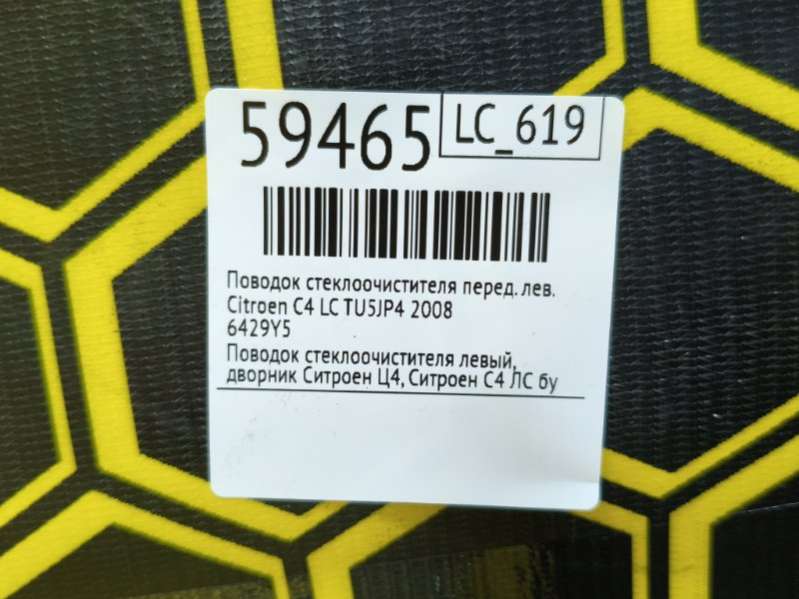 59465
LC_619
Поводок стеклоочистителя перед. лев.
Citroen C4 LC TU5JP4 2008
6429Y5
Поводок стеклоочистителя левый,
дворник Ситроен Ц4, Ситроен С4 ЛС бу